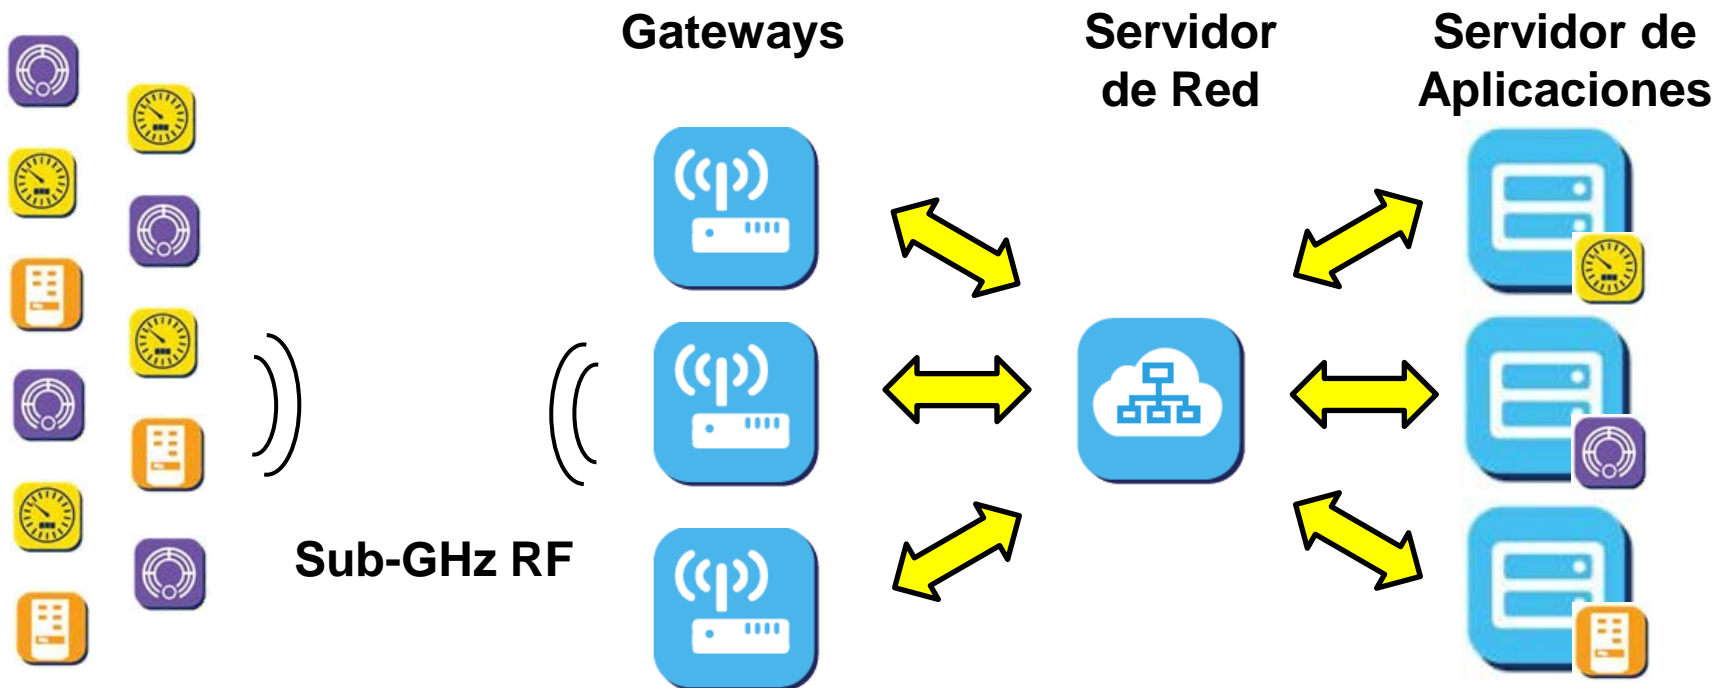 Gateways
Servidor
de Red
Servidor de
Aplicaciones
Sub-GHz RF